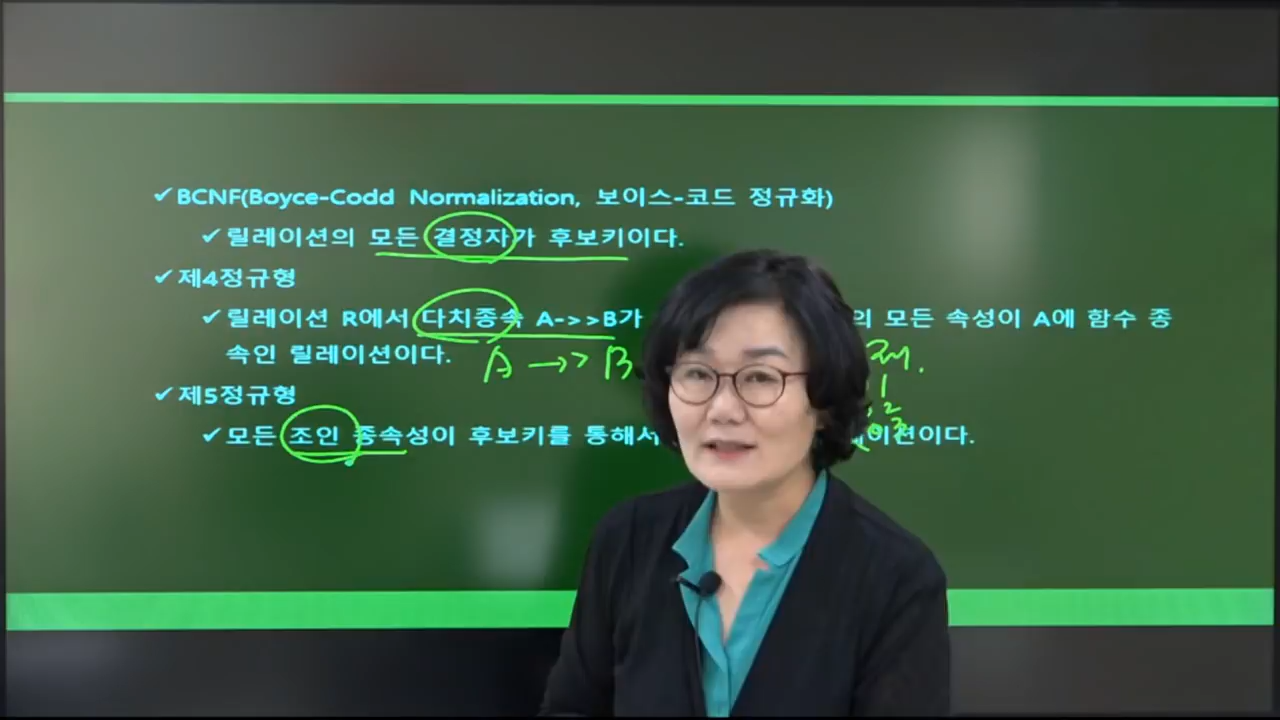 ✓ BCNF(Boyce-Codd Normalization, 보이스-코드 정규화)
✓ 릴레이션의 모든 결정자가 후보키이다.
✓ 제4정규형
✓ 릴레이션 R에서 다치종속 A->>B가 의 모든 속성이 A에 함수 종
속인 릴레이션이다.
A →> B
1
2
3
✓ 제5정규형
✓ 모든 조인 종속성이 후보키를 통해서 레이션이다.